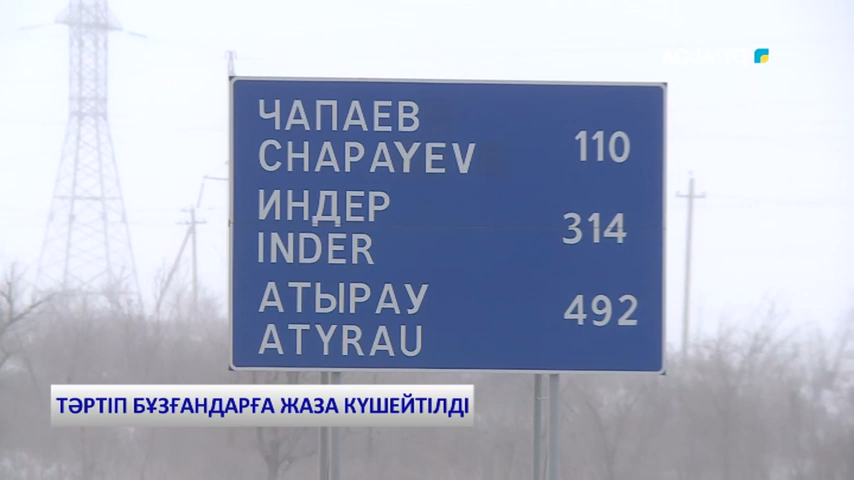 ЧАПАЕВ
CHAPAYEV 110
ИНДЕР
INDER 314
АТЫРАУ
ATYRAU 492
ТӘРТІП БҰЗҒАНДАРҒА ЖАЗА КҮШЕЙТІЛДІ